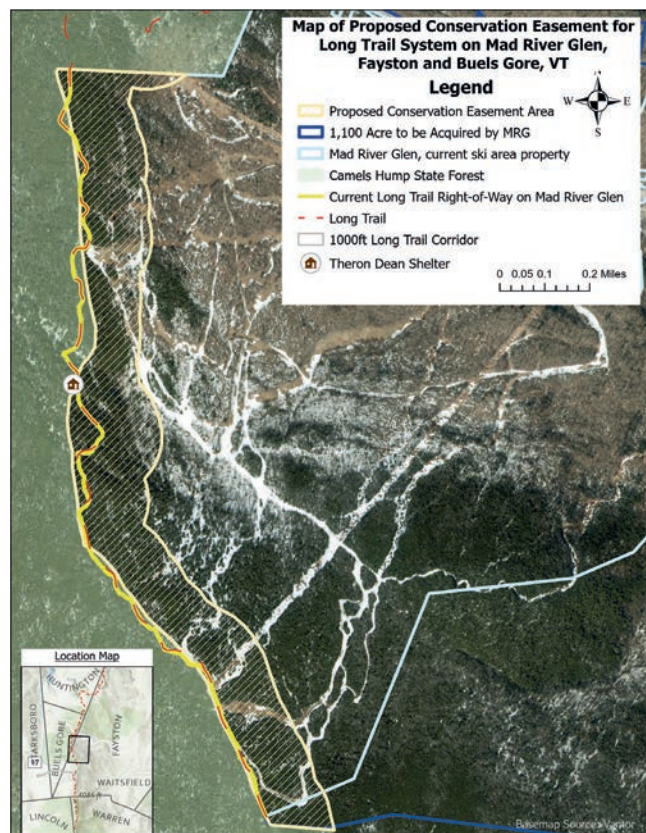 Map of Proposed Conservation Easement for
Long Trail System on Mad River Glen,
Fayston and Buels Gore, VT
Legend
N
W E
S
Proposed Conservation Easement Area
1,100 Acre to be Acquired by MRG
Mad River Glen, current ski area property
Camels Hump State Forest
Current Long Trail Right-of-Way on Mad River Glen
Long Trail
1000ft Long Trail Corridor
Theron Dean Shelter
0 0.05 0.1 0.2 Miles
Location Map
HUNTINGTON
STARKSBORO
BUELS GORE
FAYSTON
17
WAITSFIELD
4084 ft
LINCOLN
WARREN
Basemap Source: Vantor